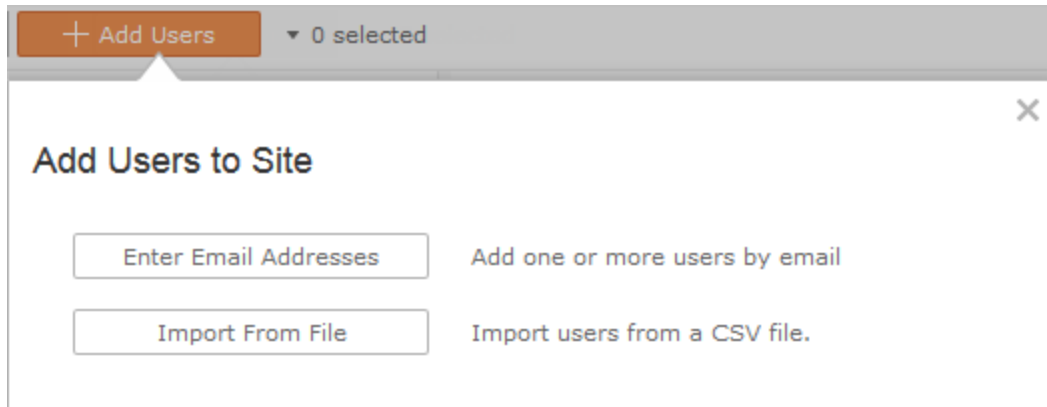 + Add Users
▾ 0 selected
Add Users to Site
Enter Email Addresses
Add one or more users by email
Import From File
Import users from a CSV file.